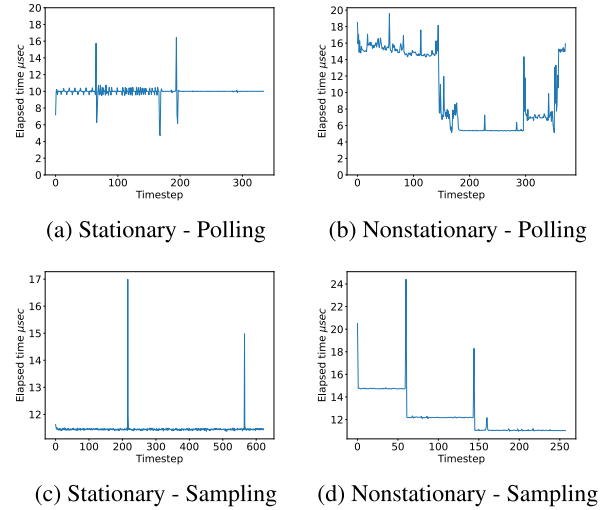 20
18
16
14
12
10
8
6
4
2
0
0 100 200 300
Elapsed time μsec
Timestep
(a) Stationary - Polling
20
18
16
14
12
10
8
6
4
2
0
0 100 200 300
Elapsed time μsec
Timestep
(b) Nonstationary - Polling
17
16
15
14
13
12
0 100 200 300 400 500 600
Elapsed time μsec
Timestep
(c) Stationary - Sampling
24
22
20
18
16
14
12
0 50 100 150 200 250
Elapsed time μsec
Timestep
(d) Nonstationary - Sampling